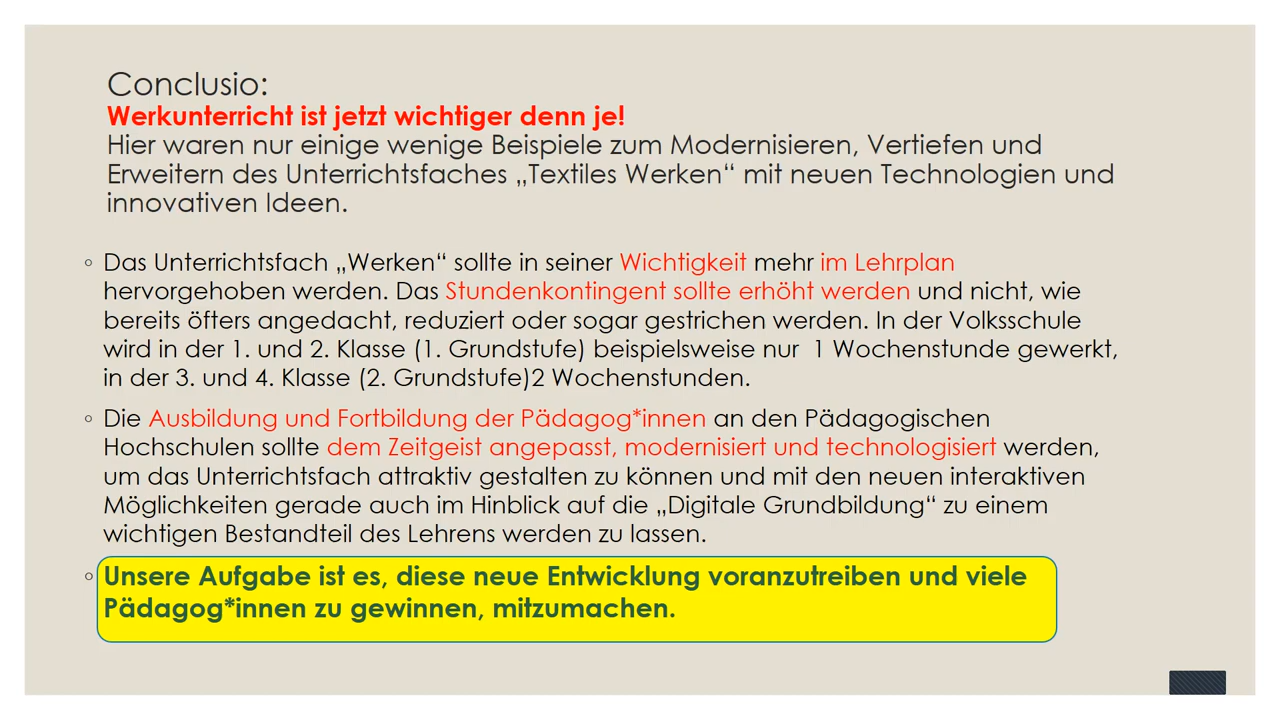 Conclusio:
Werkunterricht ist jetzt wichtiger denn je!
Hier waren nur einige wenige Beispiele zum Modernisieren, Vertiefen und
Erweitern des Unterrichtsfaches „Textiles Werken“ mit neuen Technologien und
innovativen Ideen.
◦ Das Unterrichtsfach „Werken“ sollte in seiner Wichtigkeit mehr im Lehrplan
hervorgehoben werden. Das Stundenkontingent sollte erhöht werden und nicht, wie
bereits öfters angedacht, reduziert oder sogar gestrichen werden. In der Volksschule
wird in der 1. und 2. Klasse (1. Grundstufe) beispielsweise nur  1 Wochenstunde gewerkt,
in der 3. und 4. Klasse (2. Grundstufe)2 Wochenstunden.
◦ Die Ausbildung und Fortbildung der Pädagog*innen an den Pädagogischen
Hochschulen sollte dem Zeitgeist angepasst, modernisiert und technologisiert werden,
um das Unterrichtsfach attraktiv gestalten zu können und mit den neuen interaktiven
Möglichkeiten gerade auch im Hinblick auf die „Digitale Grundbildung“ zu einem
wichtigen Bestandteil des Lehrens werden zu lassen.
◦ Unsere Aufgabe ist es, diese neue Entwicklung voranzutreiben und viele
Pädagog*innen zu gewinnen, mitzumachen.